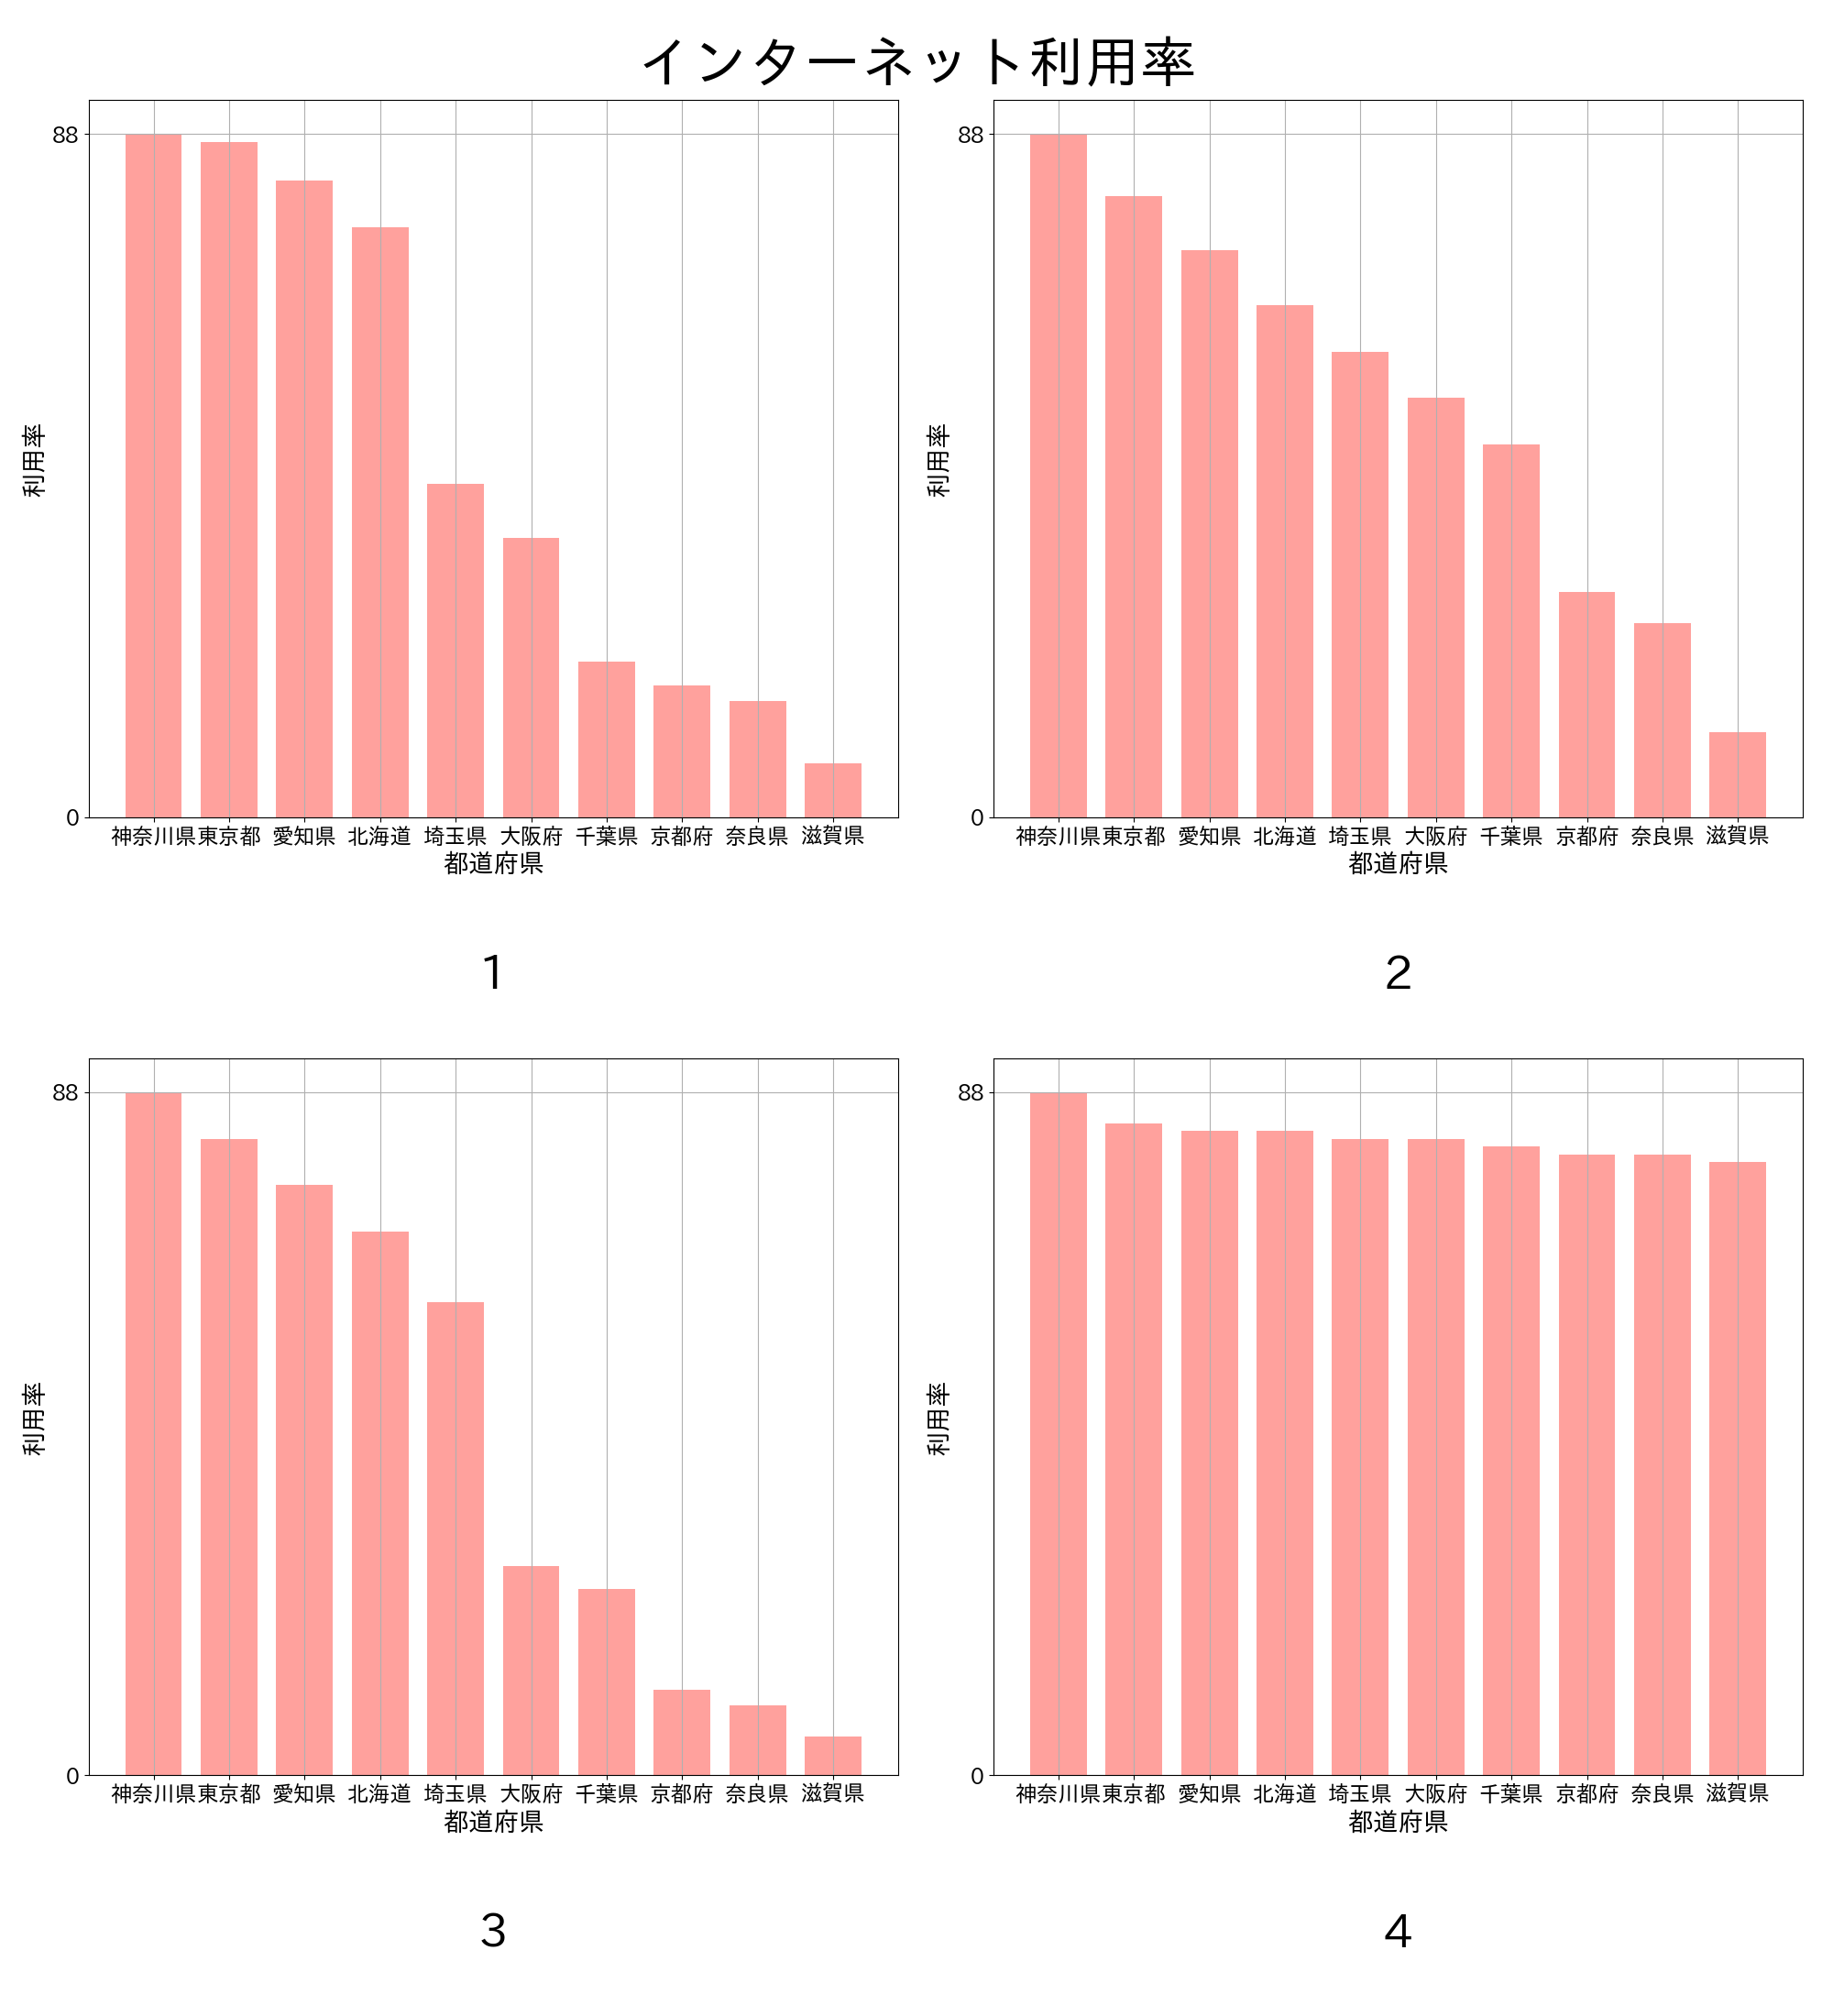 インターネット利用率
88
0
利用率
神奈川県 東京都 愛知県 北海道 埼玉県 大阪府 千葉県 京都府 奈良県 滋賀県
都道府県
1
88
0
利用率
神奈川県 東京都 愛知県 北海道 埼玉県 大阪府 千葉県 京都府 奈良県 滋賀県
都道府県
2
88
0
利用率
神奈川県 東京都 愛知県 北海道 埼玉県 大阪府 千葉県 京都府 奈良県 滋賀県
都道府県
3
88
0
利用率
神奈川県 東京都 愛知県 北海道 埼玉県 大阪府 千葉県 京都府 奈良県 滋賀県
都道府県
4